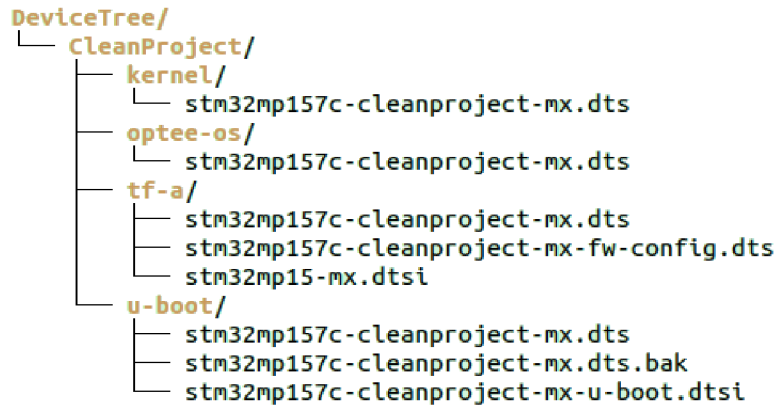 DeviceTree/
CleanProject/
kernel/
stm32mp157c-cleanproject-mx.dts
optee-os/
stm32mp157c-cleanproject-mx.dts
tf-a/
stm32mp157c-cleanproject-mx.dts
stm32mp157c-cleanproject-mx-fw-config.dts
stm32mp15-mx.dtsi
u-boot/
stm32mp157c-cleanproject-mx.dts
stm32mp157c-cleanproject-mx.dts.bak
stm32mp157c-cleanproject-mx-u-boot.dtsi